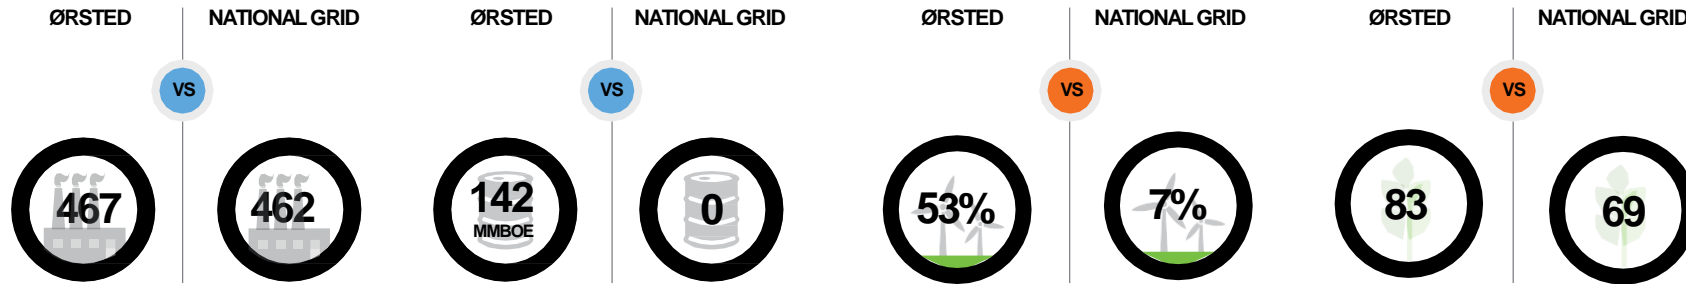 ØRSTED NATIONAL GRID ØRSTED NATIONAL GRID ØRSTED NATIONAL GRID ØRSTED NATIONAL GRID
VS VS VS VS
467 462 142 0 53% 7% 83 69
MMBOE